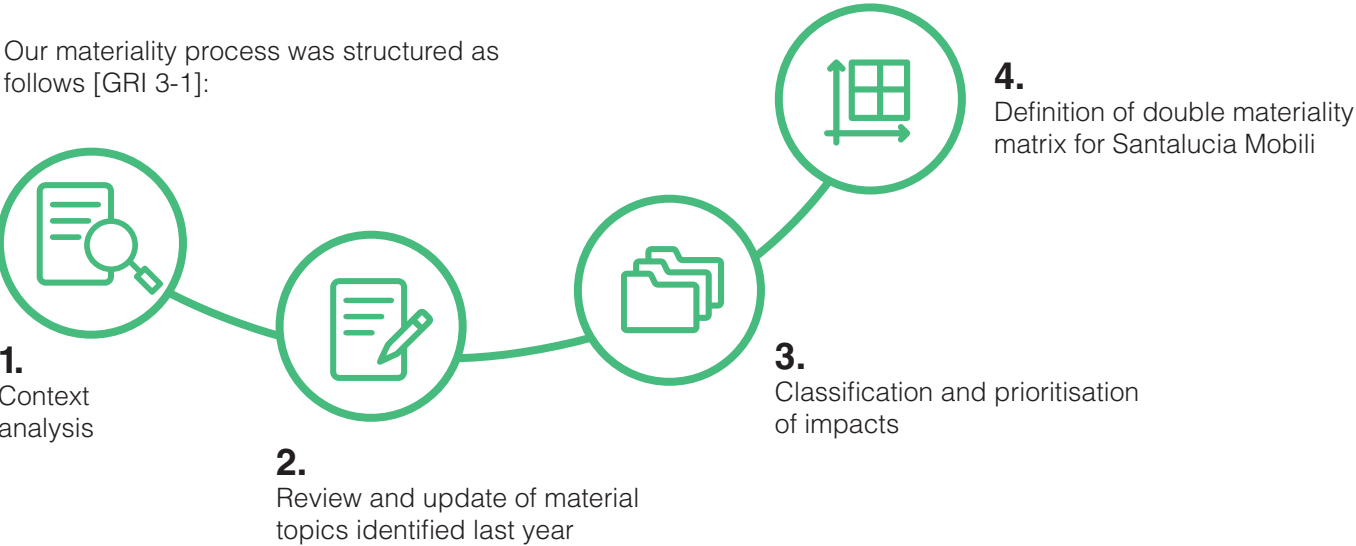 Our materiality process was structured as
follows [GRI 3-1]:
4.
Definition of double materiality
matrix for Santalucia Mobili
1.
Context
analysis
3.
Classification and prioritisation
of impacts
2.
Review and update of material
topics identified last year